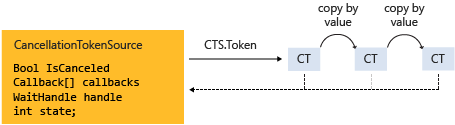 copy by
value
copy by
value
CancellationTokenSource
CTS.Token
CT
CT
CT
Bool IsCanceled
Callback[] callbacks
WaitHandle handle
int state;